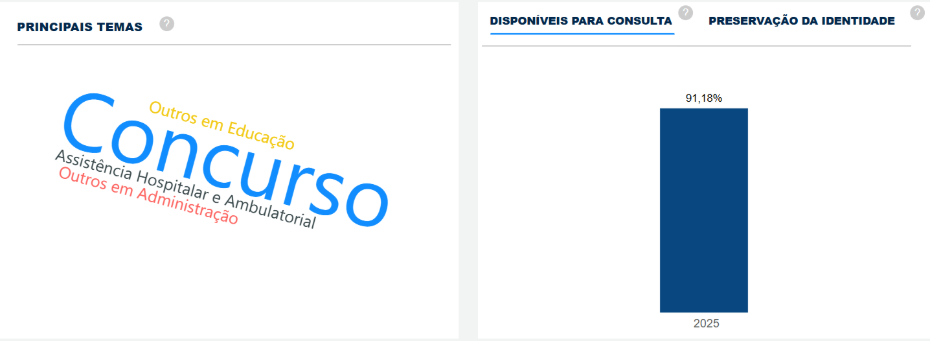 PRINCIPAIS TEMAS ?
Outros em Educação
Concurso
Assistência Hospitalar e Ambulatorial
Outros em Administração
DISPONÍVEIS PARA CONSULTA ? PRESERVAÇÃO DA IDENTIDADE ?
91,18%
2025